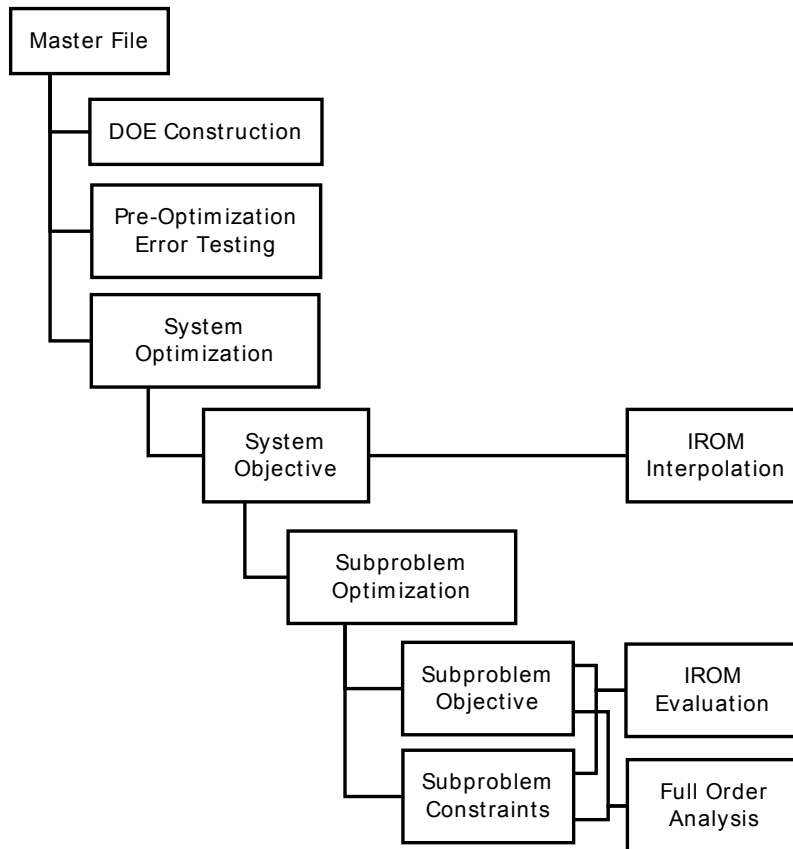 Master File
DOE Construction
Pre-Optimization
Error Testing
System
Optimization
System
Objective
IROM
Interpolation
Subproblem
Optimization
Subproblem
Objective
IROM
Evaluation
Subproblem
Constraints
Full Order
Analysis